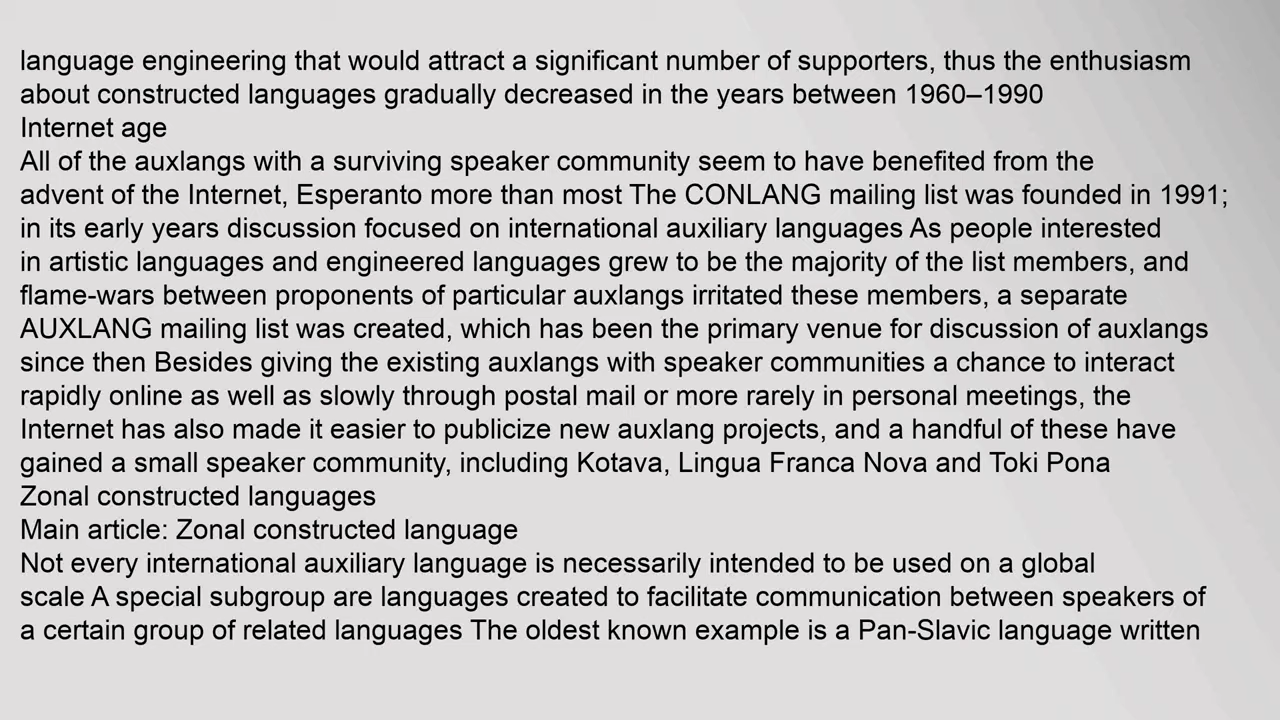 language engineering that would attract a significant number of supporters, thus the enthusiasm
about constructed languages gradually decreased in the years between 1960–1990
Internet age
All of the auxlangs with a surviving speaker community seem to have benefited from the
advent of the Internet, Esperanto more than most The CONLANG mailing list was founded in 1991;
in its early years discussion focused on international auxiliary languages As people interested
in artistic languages and engineered languages grew to be the majority of the list members, and
flame-wars between proponents of particular auxlangs irritated these members, a separate
AUXLANG mailing list was created, which has been the primary venue for discussion of auxlangs
since then Besides giving the existing auxlangs with speaker communities a chance to interact
rapidly online as well as slowly through postal mail or more rarely in personal meetings, the
Internet has also made it easier to publicize new auxlang projects, and a handful of these have
gained a small speaker community, including Kotava, Lingua Franca Nova and Toki Pona
Zonal constructed languages
Main article: Zonal constructed language
Not every international auxiliary language is necessarily intended to be used on a global
scale A special subgroup are languages created to facilitate communication between speakers of
a certain group of related languages The oldest known example is a Pan-Slavic language written